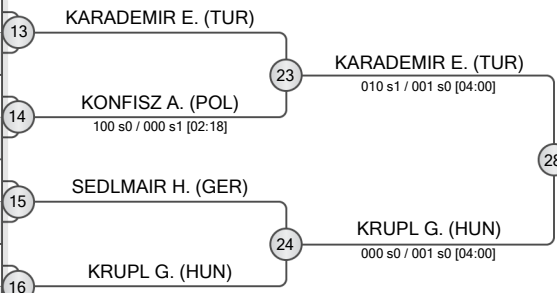 KARADEMIR E. (TUR)
13
23
KARADEMIR E. (TUR)
010 s1 / 001 s0 [04:00]
KONFISZ A. (POL)
14
100 s0 / 000 s1 [02:18]
28
SEDLMAIR H. (GER)
15
24
KRUPL G. (HUN)
000 s0 / 001 s0 [04:00]
KRUPL G. (HUN)
16